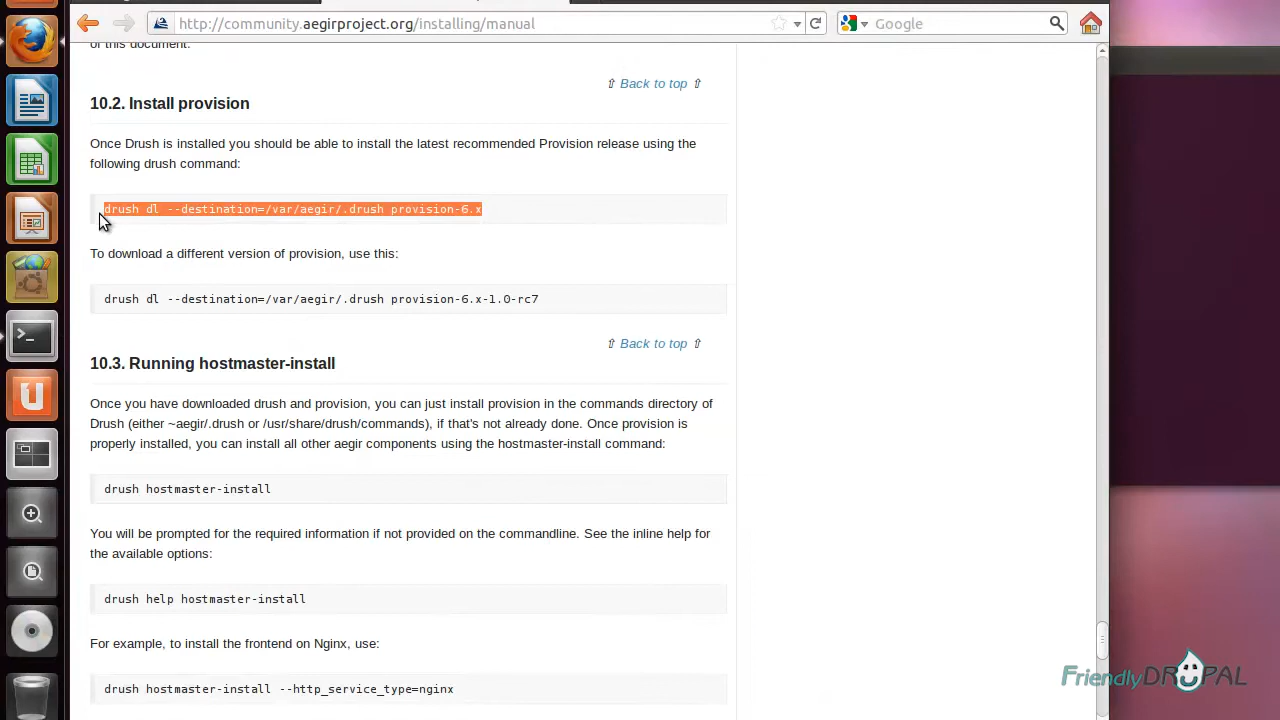 http://community.aegirproject.org/installing/manual
Google
of this document.
⇧ Back to top ⇧
10.2. Install provision
Once Drush is installed you should be able to install the latest recommended Provision release using the
following drush command:
drush dl --destination=/var/aegir/.drush provision-6.x
To download a different version of provision, use this:
drush dl --destination=/var/aegir/.drush provision-6.x-1.0-rc7
⇧ Back to top ⇧
10.3. Running hostmaster-install
Once you have downloaded drush and provision, you can just install provision in the commands directory of
Drush (either ~aegir/.drush or /usr/share/drush/commands), if that's not already done. Once provision is
properly installed, you can install all other aegir components using the hostmaster-install command:
drush hostmaster-install
You will be prompted for the required information if not provided on the commandline. See the inline help for
the available options:
drush help hostmaster-install
For example, to install the frontend on Nginx, use:
drush hostmaster-install --http_service_type=nginx
FriendlyDRUPAL